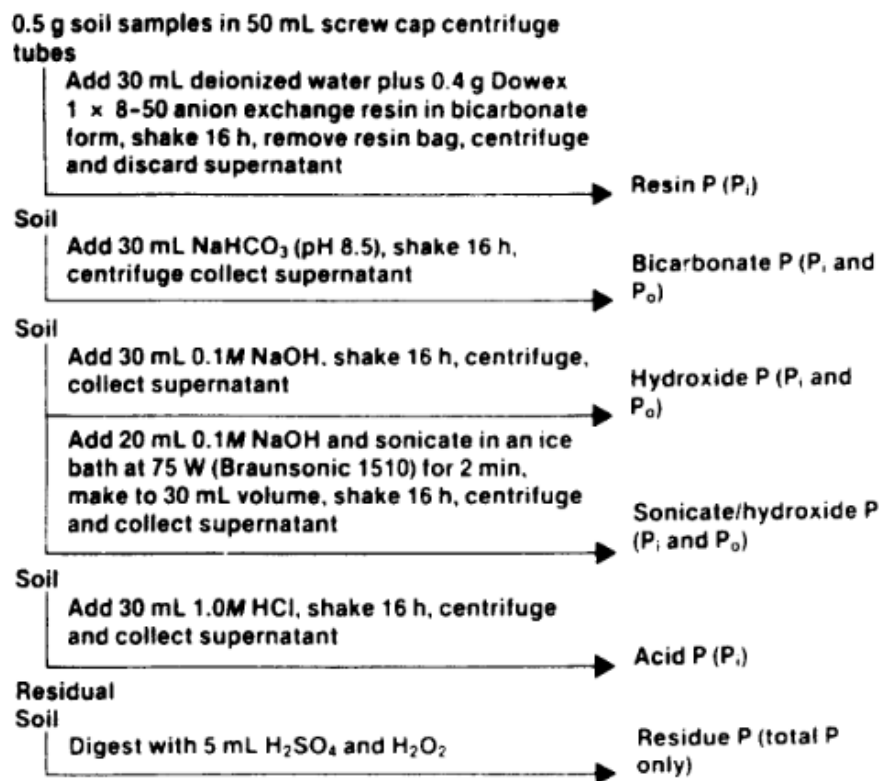 0.5 g soil samples in 50 mL screw cap centrifuge
tubes
Add 30 mL deionized water plus 0.4 g Dowex
1 × 8-50 anion exchange resin in bicarbonate
form, shake 16 h, remove resin bag, centrifuge
and discard supernatant
Resin P (Pᵢ)
Soil
Add 30 mL NaHCO₃ (pH 8.5), shake 16 h,
centrifuge collect supernatant
Bicarbonate P (Pᵢ and
Pₒ)
Soil
Add 30 mL 0.1M NaOH, shake 16 h, centrifuge,
collect supernatant
Hydroxide P (Pᵢ and
Pₒ)
Add 20 mL 0.1M NaOH and sonicate in an ice
bath at 75 W (Braunsonic 1510) for 2 min,
make to 30 mL volume, shake 16 h, centrifuge
and collect supernatant
Sonicate/hydroxide P
(Pᵢ and Pₒ)
Soil
Add 30 mL 1.0M HCl, shake 16 h, centrifuge
and collect supernatant
Acid P (Pᵢ)
Residual
Soil
Digest with 5 mL H₂SO₄ and H₂O₂
Residue P (total P
only)